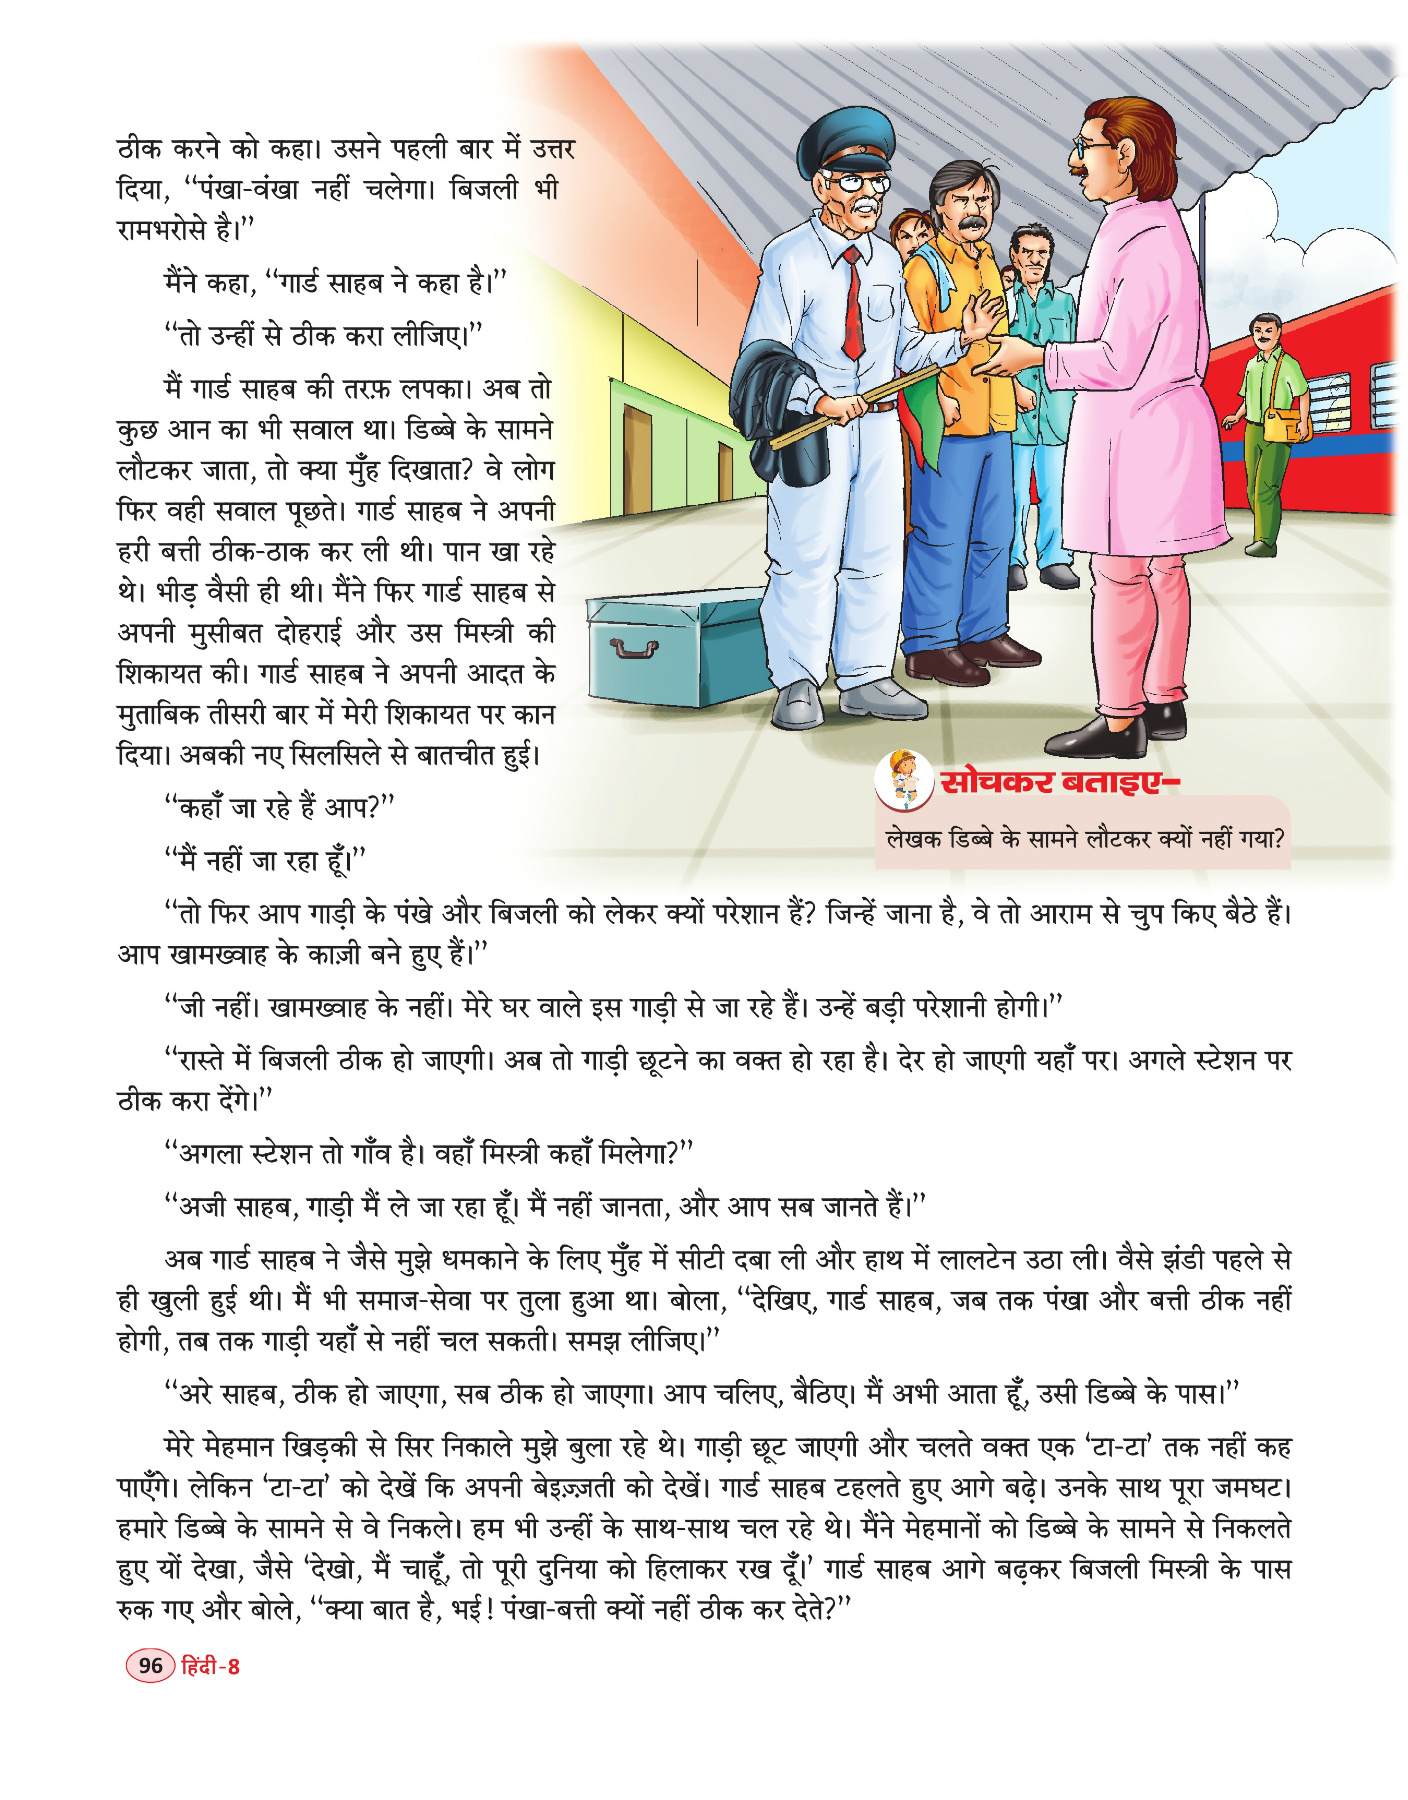 ठीक करने को कहा। उसने पहली बार में उत्तर
दिया, “पंखा-वंखा नहीं चलेगा। बिजली भी
रामभरोसे है।”
मैंने कहा, “गार्ड साहब ने कहा है।”
“तो उन्हीं से ठीक करा लीजिए।”
मैं गार्ड साहब की तरफ़ लपका। अब तो
कुछ आन का भी सवाल था। डिब्बे के सामने
लौटकर जाता, तो क्या मुँह दिखाता? वे लोग
फिर वही सवाल पूछते। गार्ड साहब ने अपनी
हरी बत्ती ठीक-ठाक कर ली थी। पान खा रहे
थे। भीड़ वैसी ही थी। मैंने फिर गार्ड साहब से
अपनी मुसीबत दोहराई और उस मिस्त्री की
शिकायत की। गार्ड साहब ने अपनी आदत के
मुताबिक तीसरी बार में मेरी शिकायत पर कान
दिया। अबकी नए सिलसिले से बातचीत हुई।
“कहाँ जा रहे हैं आप?”
“मैं नहीं जा रहा हूँ।”
सोचकर बताइए–
लेखक डिब्बे के सामने लौटकर क्यों नहीं गया?
“तो फिर आप गाड़ी के पंखे और बिजली को लेकर क्यों परेशान हैं? जिन्हें जाना है, वे तो आराम से चुप किए बैठे हैं।
आप खामख्वाह के काज़ी बने हुए हैं।”
“जी नहीं। खामख्वाह के नहीं। मेरे घर वाले इस गाड़ी से जा रहे हैं। उन्हें बड़ी परेशानी होगी।”
“रास्ते में बिजली ठीक हो जाएगी। अब तो गाड़ी छूटने का वक्त हो रहा है। देर हो जाएगी यहाँ पर। अगले स्टेशन पर
ठीक करा देंगे।”
“अगला स्टेशन तो गाँव है। वहाँ मिस्त्री कहाँ मिलेगा?”
“अजी साहब, गाड़ी मैं ले जा रहा हूँ। मैं नहीं जानता, और आप सब जानते हैं।”
अब गार्ड साहब ने जैसे मुझे धमकाने के लिए मुँह में सीटी दबा ली और हाथ में लालटेन उठा ली। वैसे झंडी पहले से
ही खुली हुई थी। मैं भी समाज-सेवा पर तुला हुआ था। बोला, “देखिए, गार्ड साहब, जब तक पंखा और बत्ती ठीक नहीं
होगी, तब तक गाड़ी यहाँ से नहीं चल सकती। समझ लीजिए।”
“अरे साहब, ठीक हो जाएगा, सब ठीक हो जाएगा। आप चलिए, बैठिए। मैं अभी आता हूँ, उसी डिब्बे के पास।”
मेरे मेहमान खिड़की से सिर निकाले मुझे बुला रहे थे। गाड़ी छूट जाएगी और चलते वक्त एक ‘टा-टा’ तक नहीं कह
पाएँगे। लेकिन ‘टा-टा’ को देखें कि अपनी बेइज़्ज़ती को देखें। गार्ड साहब टहलते हुए आगे बढ़े। उनके साथ पूरा जमघट।
हमारे डिब्बे के सामने से वे निकले। हम भी उन्हीं के साथ-साथ चल रहे थे। मैंने मेहमानों को डिब्बे के सामने से निकलते
हुए यों देखा, जैसे ‘देखो, मैं चाहूँ, तो पूरी दुनिया को हिलाकर रख दूँ।’ गार्ड साहब आगे बढ़कर बिजली मिस्त्री के पास
रुक गए और बोले, “क्या बात है, भई! पंखा-बत्ती क्यों नहीं ठीक कर देते?”
96 हिंदी-8